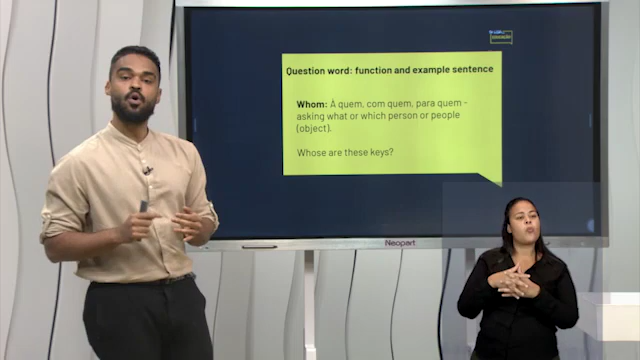 Question word: function and example sentence
Whom: A quem, com quem, para quem -
asking what or which person or people
(object).
Whose are these keys?
Neopart